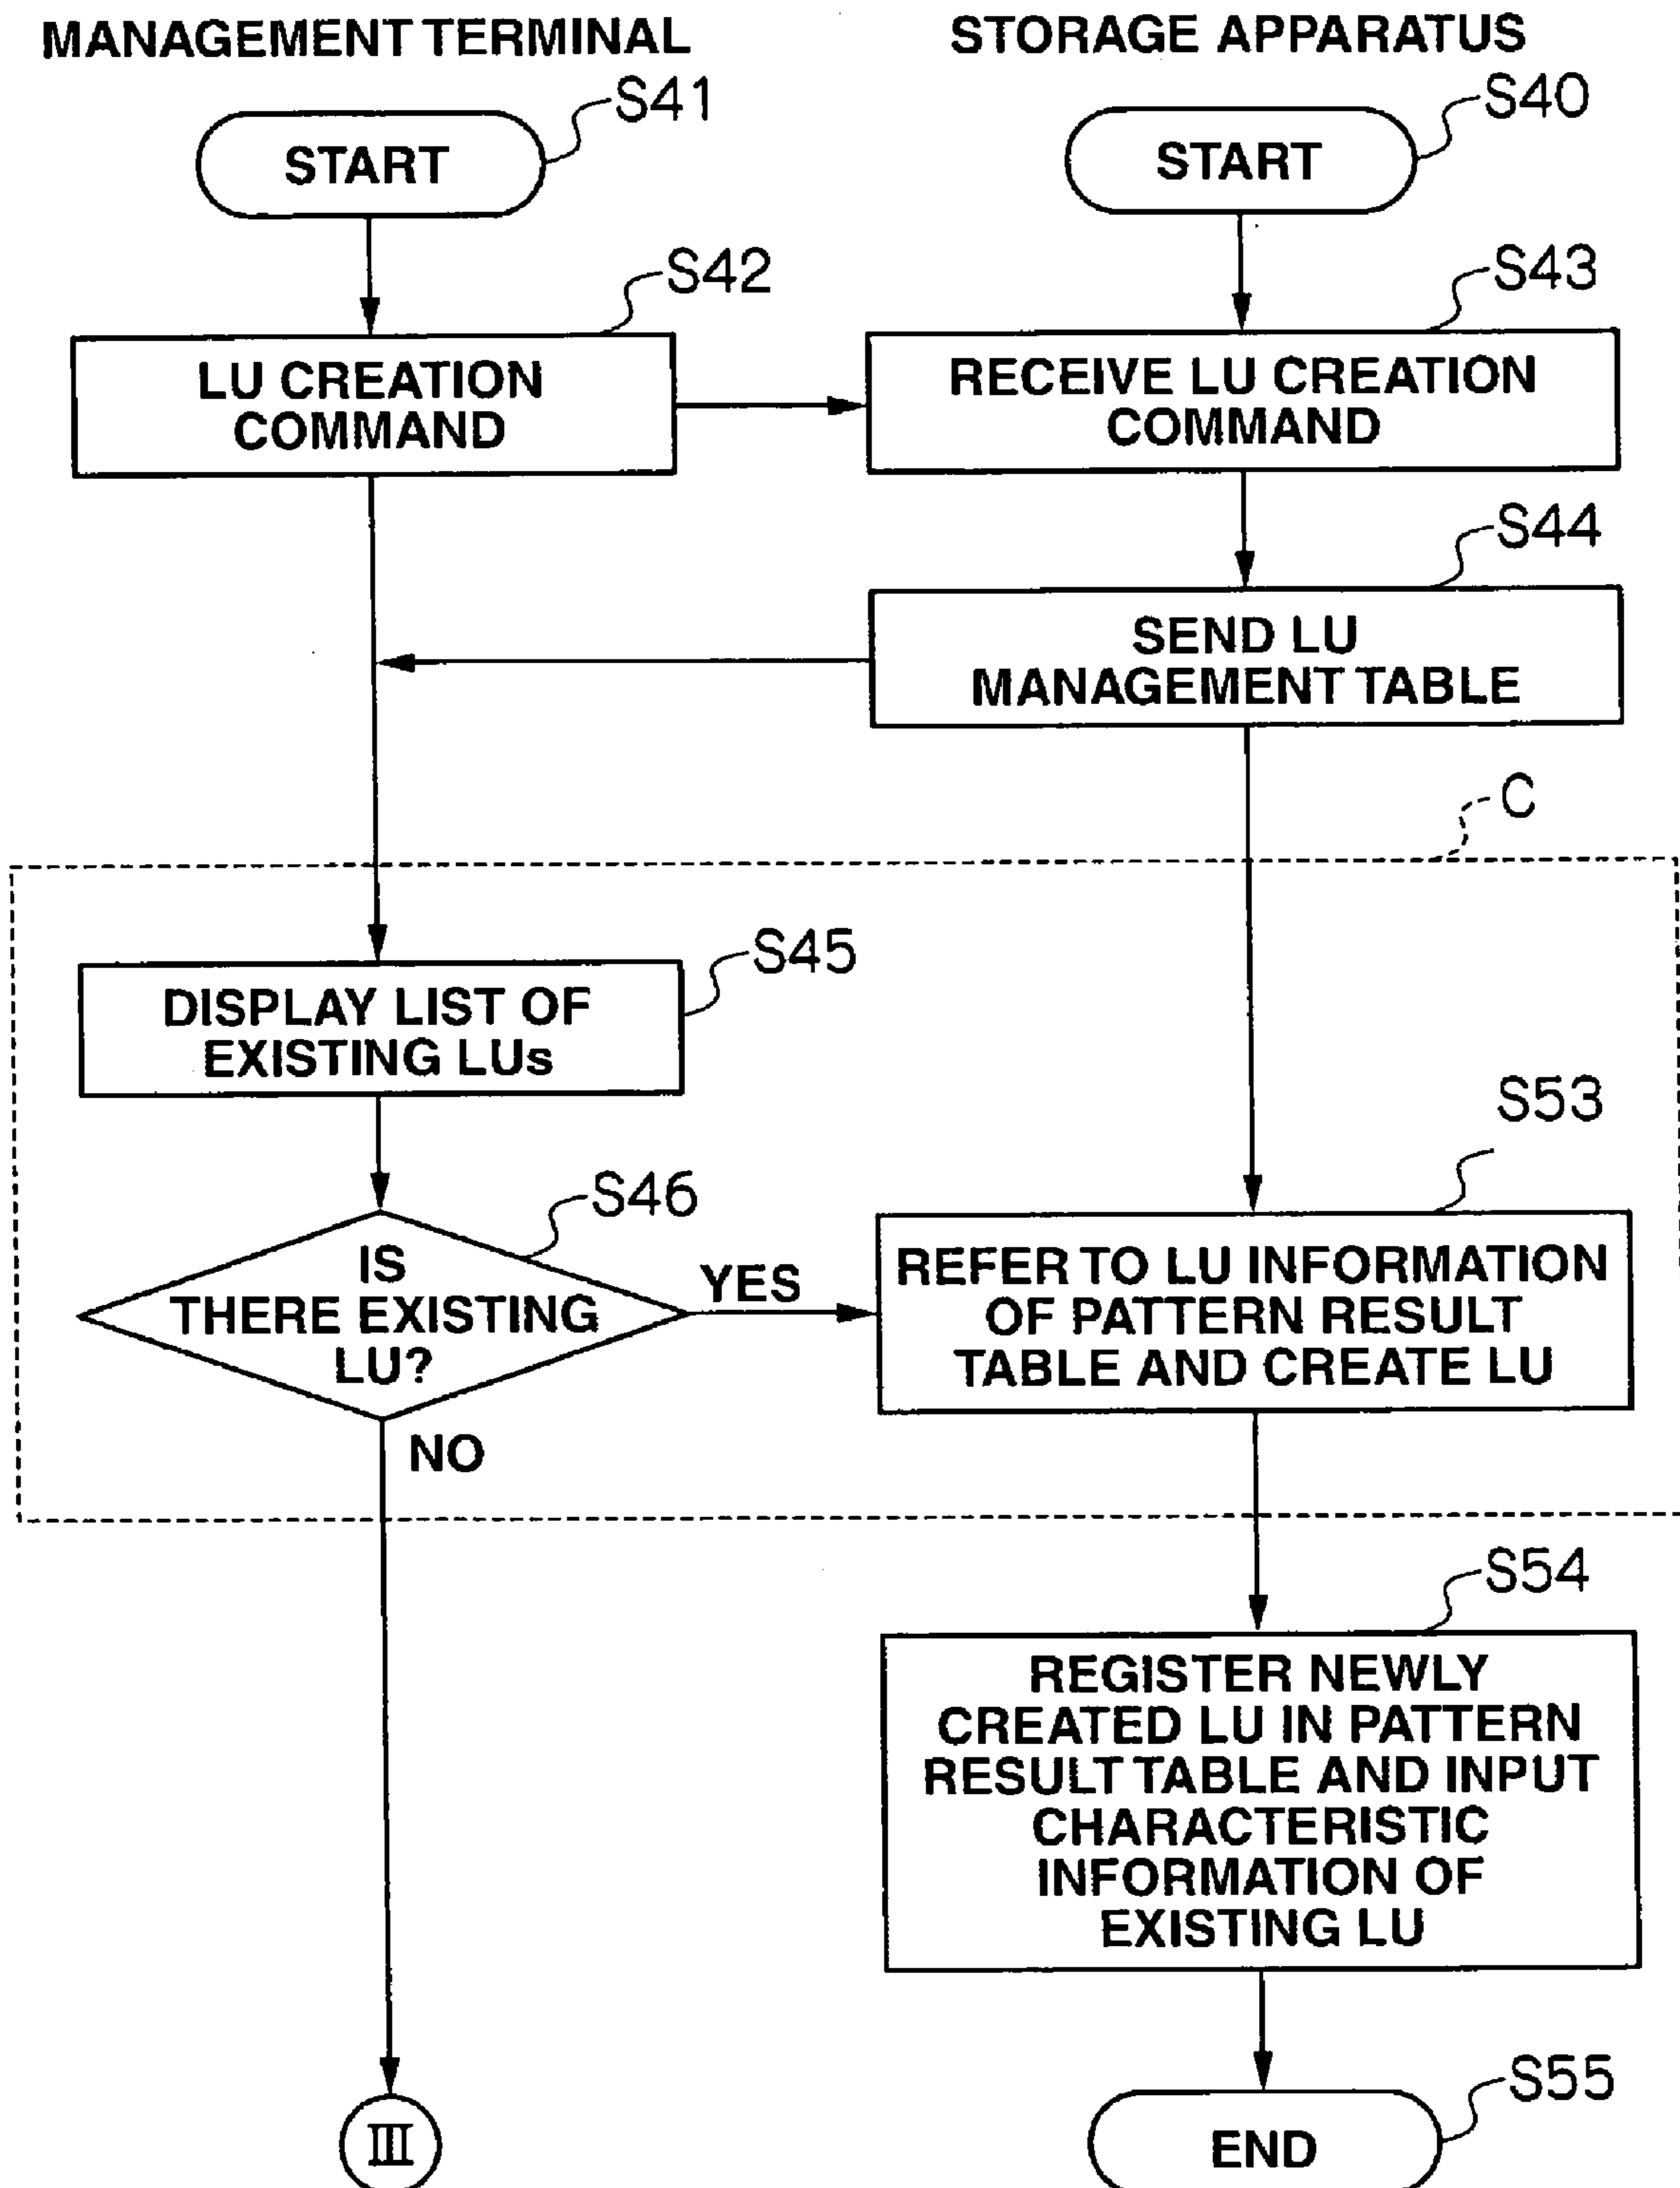 MANAGEMENT TERMINAL
STORAGE APPARATUS
S41
START
S40
START
S42
LU CREATION
COMMAND
S43
RECEIVE LU CREATION
COMMAND
S44
SEND LU
MANAGEMENT TABLE
C
S45
DISPLAY LIST OF
EXISTING LUs
S46
IS
THERE EXISTING
LU?
YES
NO
S53
REFER TO LU INFORMATION
OF PATTERN RESULT
TABLE AND CREATE LU
S54
REGISTER NEWLY
CREATED LU IN PATTERN
RESULT TABLE AND INPUT
CHARACTERISTIC
INFORMATION OF
EXISTING LU
III
S55
END